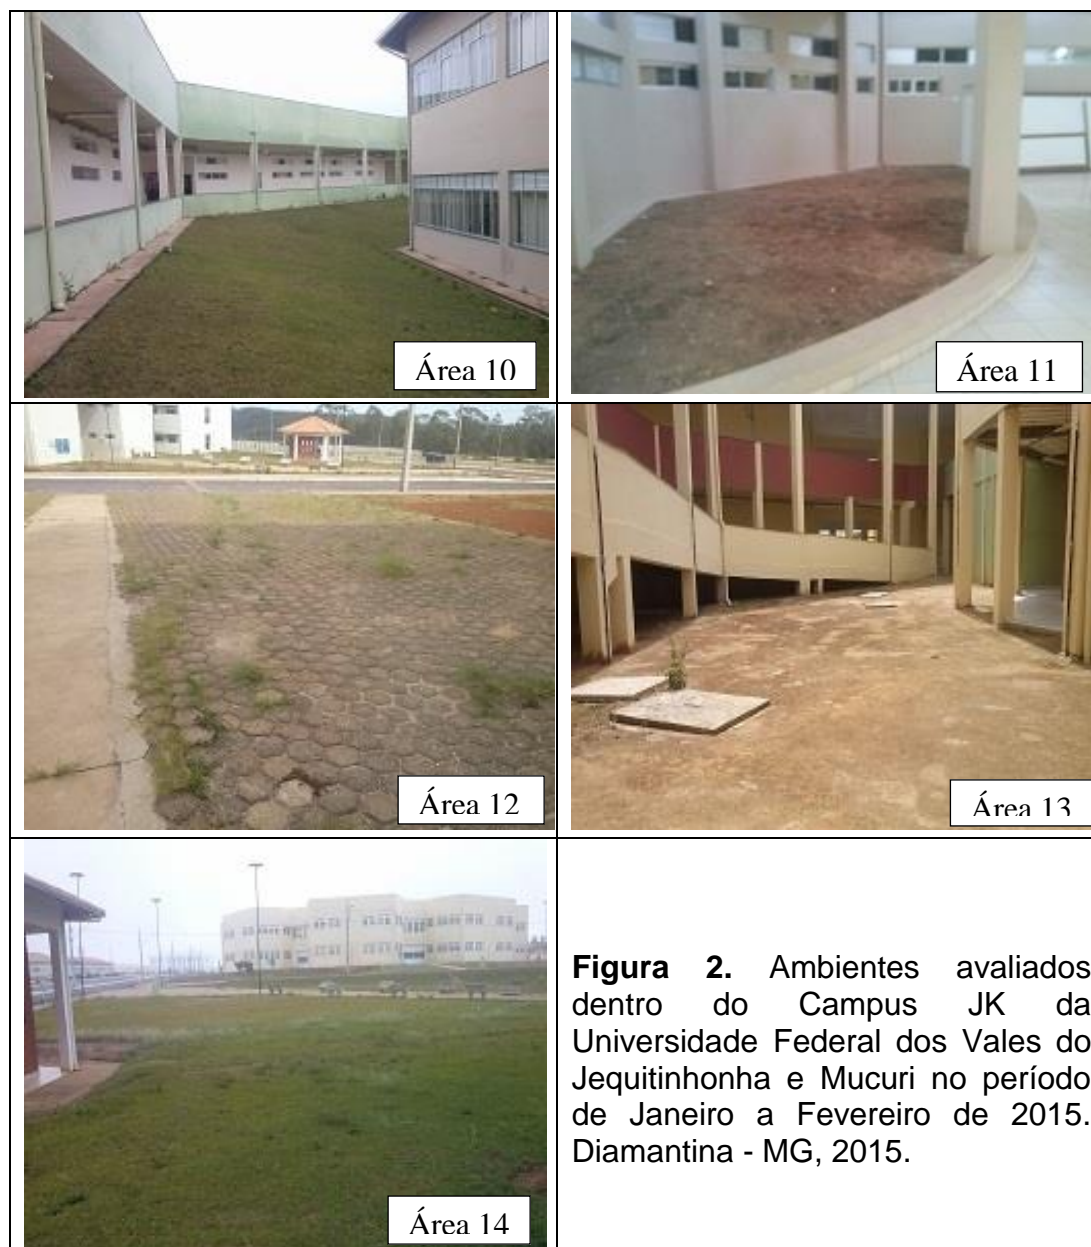 Área 10
Área 11
Área 12
Área 13
Área 14
Figura 2. Ambientes avaliados
dentro do Campus JK da
Universidade Federal dos Vales do
Jequitinhonha e Mucuri no período
de Janeiro a Fevereiro de 2015.
Diamantina - MG, 2015.